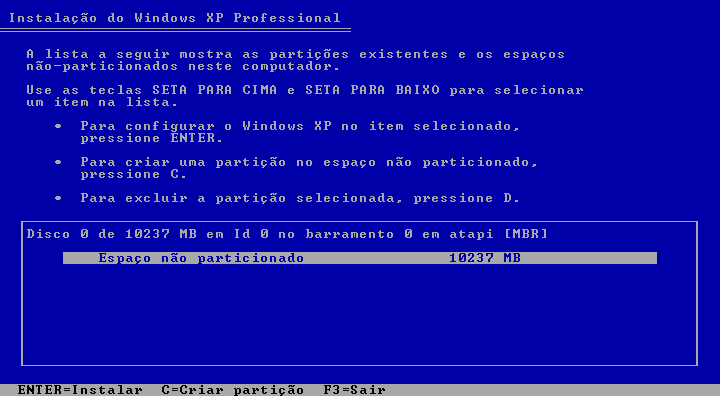 Instalação do Windows XP Professional
A lista a seguir mostra as partições existentes e os espaços
não-particionados neste computador.
Use as teclas SETA PARA CIMA e SETA PARA BAIXO para selecionar
um item na lista.
• Para configurar o Windows XP no item selecionado,
pressione ENTER.
• Para criar uma partição no espaço não particionado,
pressione C.
• Para excluir a partição selecionada, pressione D.
Disco 0 de 10237 MB em Id 0 no barramento 0 em atapi [MBR]
Espaço não particionado 10237 MB
ENTER=Instalar C=Criar partição F3=Sair